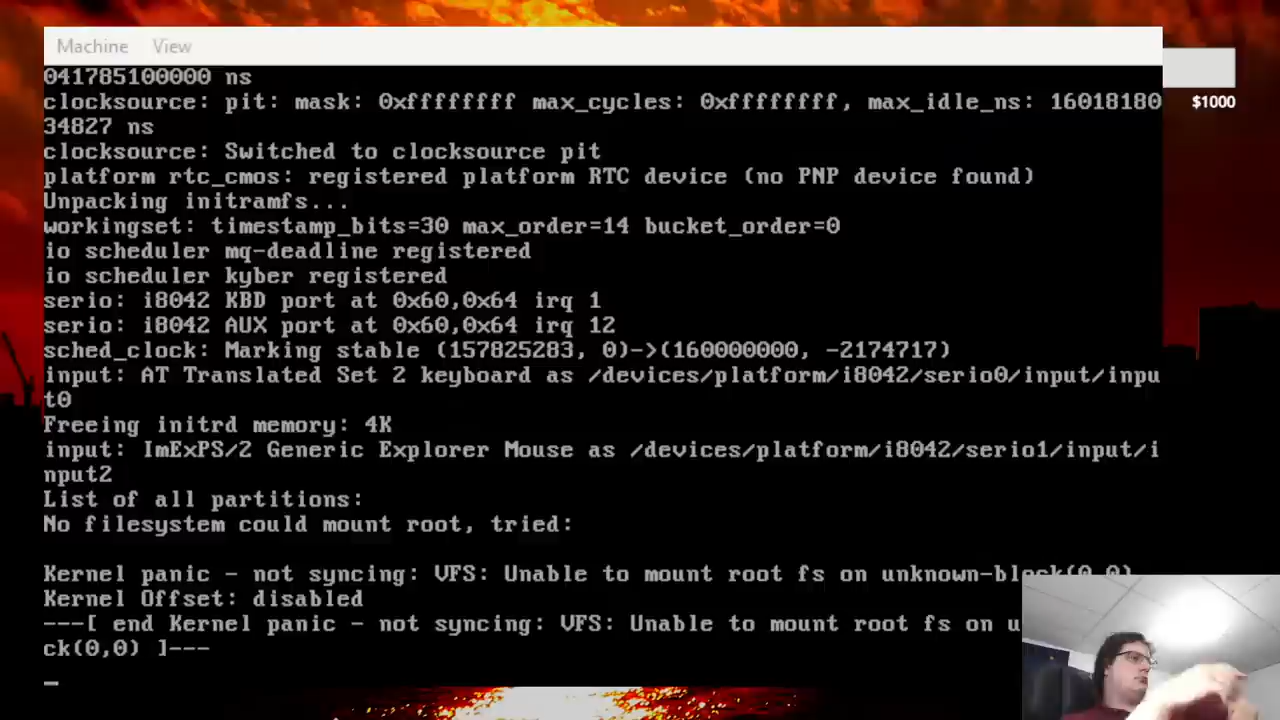 Machine View
041785100000 ns
$1000
clocksource: pit: mask: 0xffffffff max_cycles: 0xffffffff, max_idle_ns: 16018180
34827 ns
clocksource: Switched to clocksource pit
platform rtc_cmos: registered platform RTC device (no PNP device found)
Unpacking initramfs...
workingset: timestamp_bits=30 max_order=14 bucket_order=0
io scheduler mq-deadline registered
io scheduler kyber registered
serio: i8042 KBD port at 0x60,0x64 irq 1
serio: i8042 AUX port at 0x60,0x64 irq 12
sched_clock: Marking stable (157825283, 0)->(160000000, -2174717)
input: AT Translated Set 2 keyboard as /devices/platform/i8042/serio0/input/inpu
t0
Freeing initrd memory: 4K
input: ImExPS/2 Generic Explorer Mouse as /devices/platform/i8042/serio1/input/i
nput2
List of all partitions:
No filesystem could mount root, tried:
Kernel panic - not syncing: VFS: Unable to mount root fs on unknown-block(0,0)
Kernel Offset: disabled
---[ end Kernel panic - not syncing: VFS: Unable to mount root fs on u
ck(0,0) ]---
_